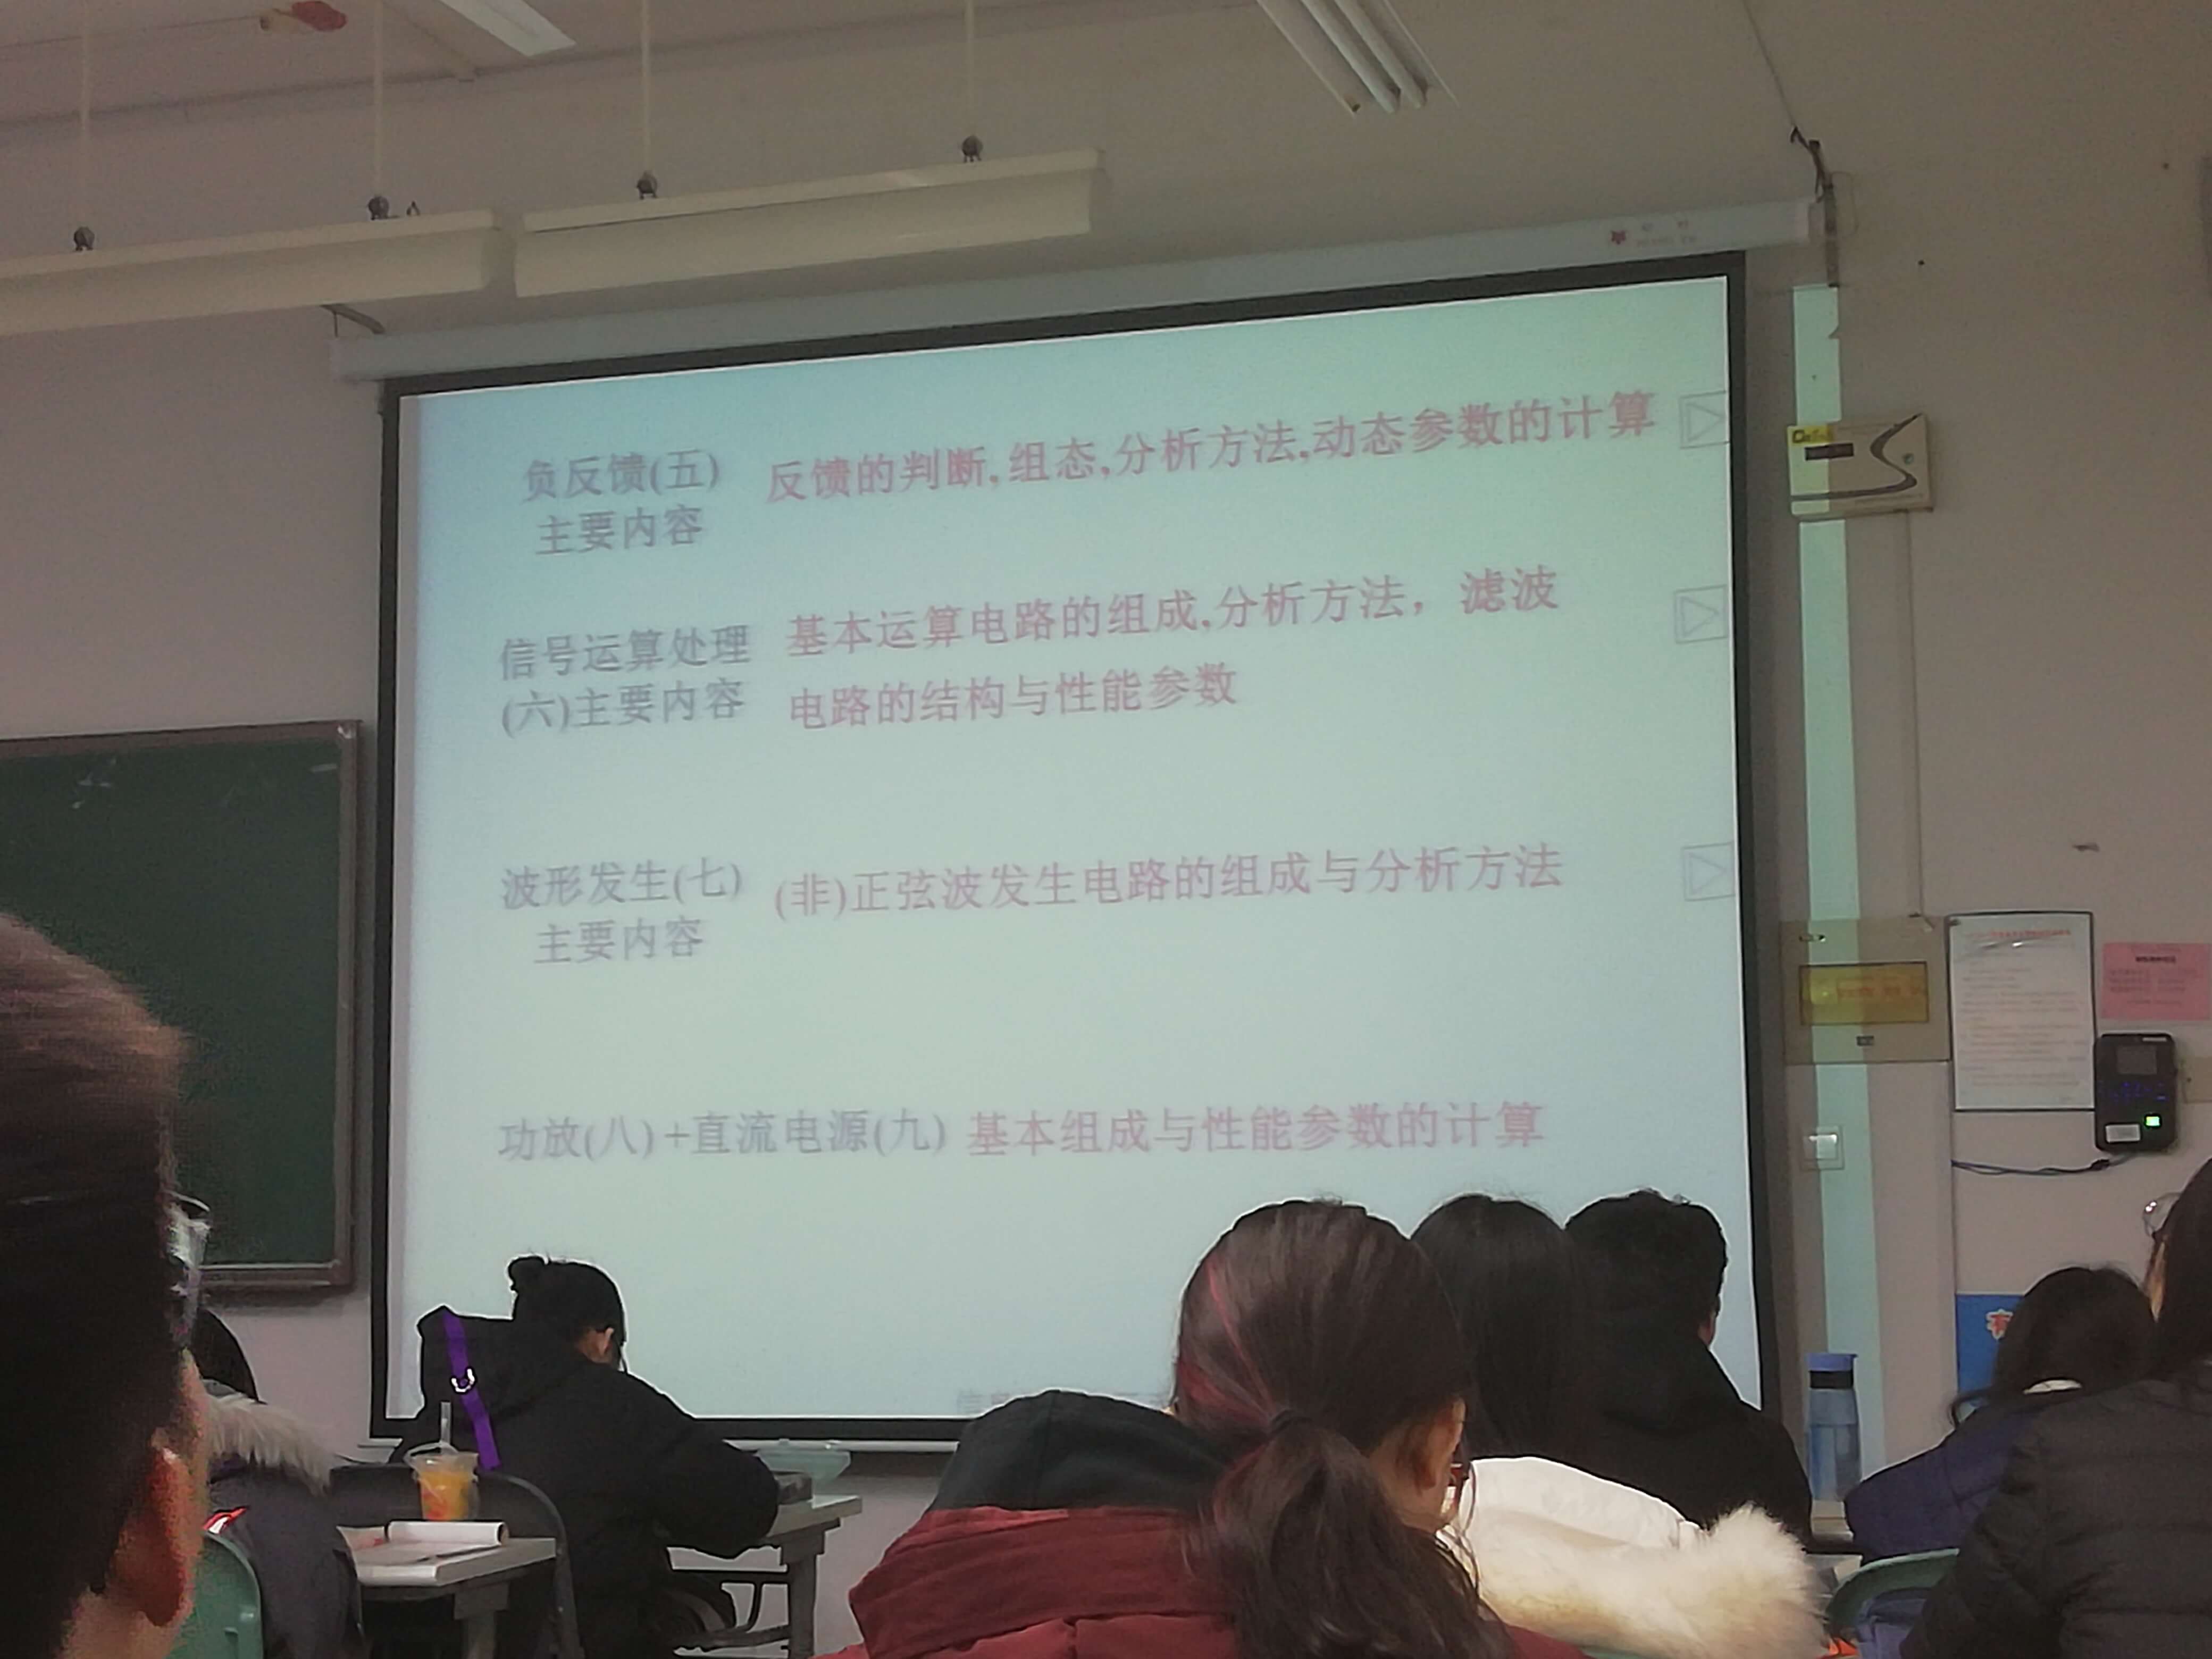 负反馈(五) 反馈的判断,组态,分析方法,动态参数的计算
主要内容
信号运算处理 基本运算电路的组成,分析方法，滤波
(六)主要内容 电路的结构与性能参数
波形发生(七) (非)正弦波发生电路的组成与分析方法
主要内容
功放(八)+直流电源(九) 基本组成与性能参数的计算